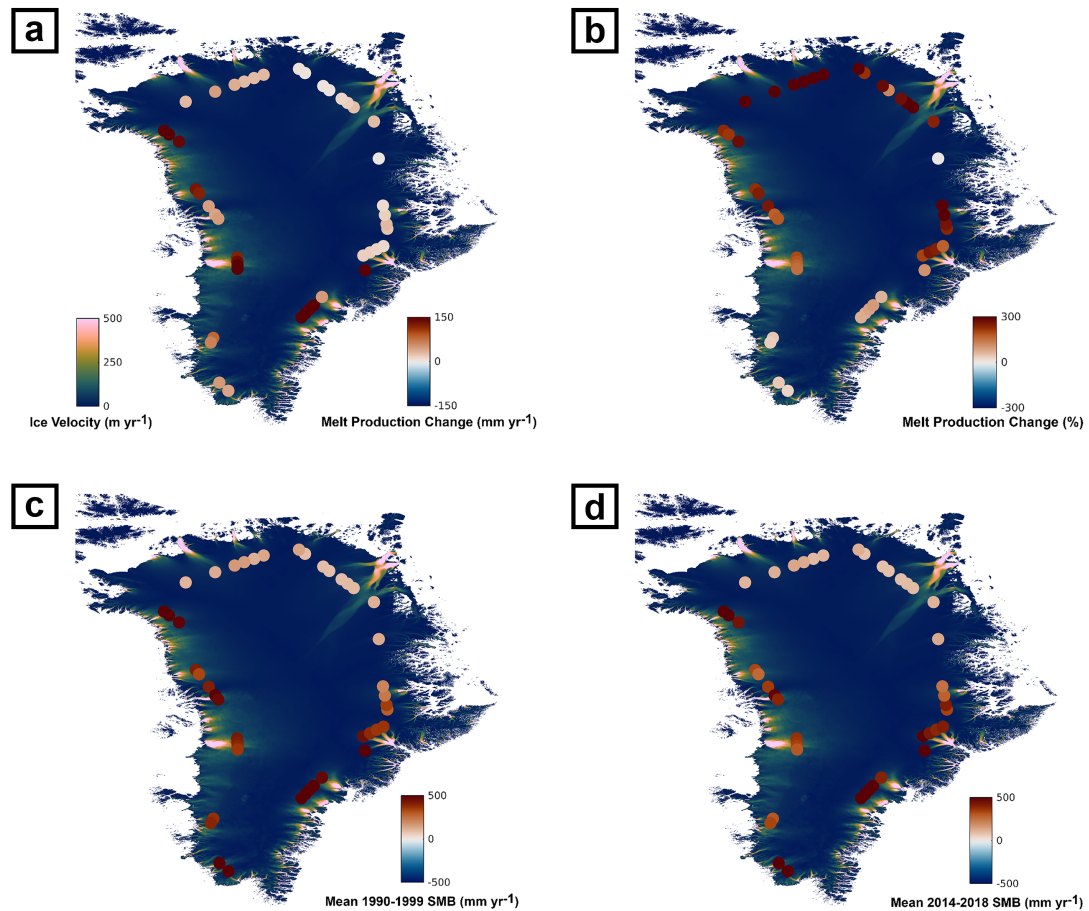 a
b
500
250
0
Ice Velocity (m yr-1)
150
0
-150
Melt Production Change (mm yr-1)
300
0
-300
Melt Production Change (%)
c
d
500
0
-500
Mean 1990-1999 SMB (mm yr-1)
500
0
-500
Mean 2014-2018 SMB (mm yr-1)